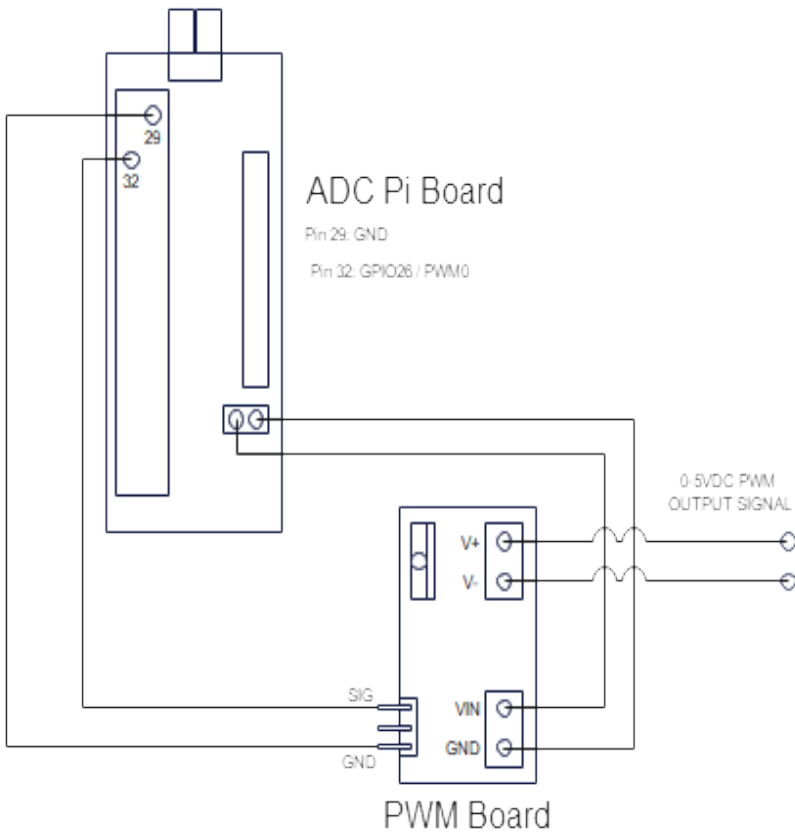 29
32
ADC Pi Board
Pin 29: GND
Pin 32: GPIO26 / PWM0
0-5VDC PWM
OUTPUT SIGNAL
V+
V-
SIG
VIN
GND
GND
PWM Board